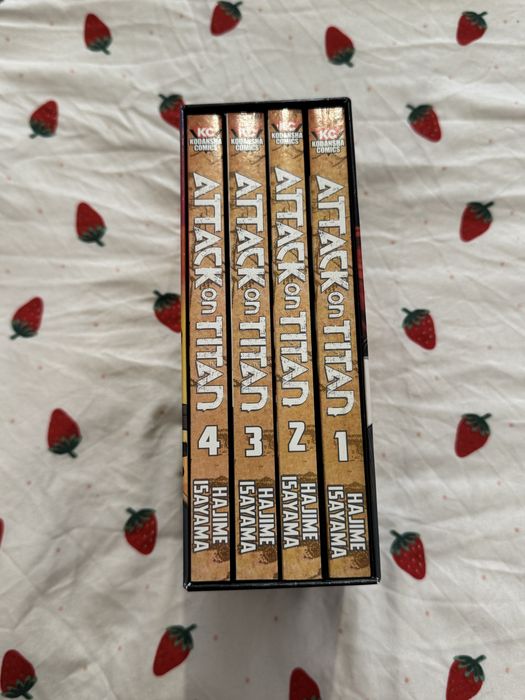 KC
KODANSHA
COMICS
ATTACK on TITAN
4
HAJIME
ISAYAMA
KC
KODANSHA
COMICS
ATTACK on TITAN
3
HAJIME
ISAYAMA
KC
KODANSHA
COMICS
ATTACK on TITAN
2
HAJIME
ISAYAMA
KC
KODANSHA
COMICS
ATTACK on TITAN
1
HAJIME
ISAYAMA